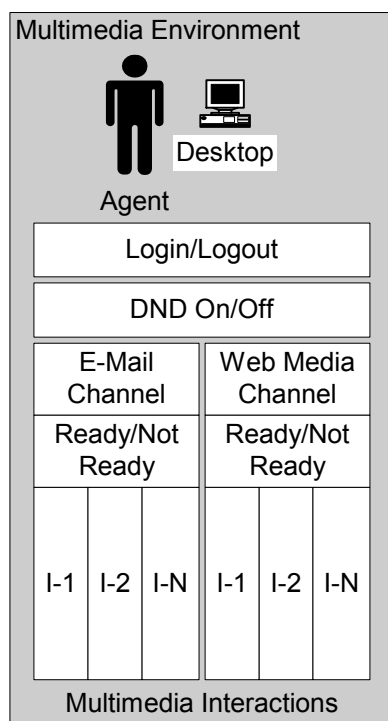 Multimedia Environment
Desktop
Agent
Login/Logout
DND On/Off
E-Mail
Channel
Web Media
Channel
Ready/Not
Ready
Ready/Not
Ready
I-1 I-2 I-N I-1 I-2 I-N
Multimedia Interactions